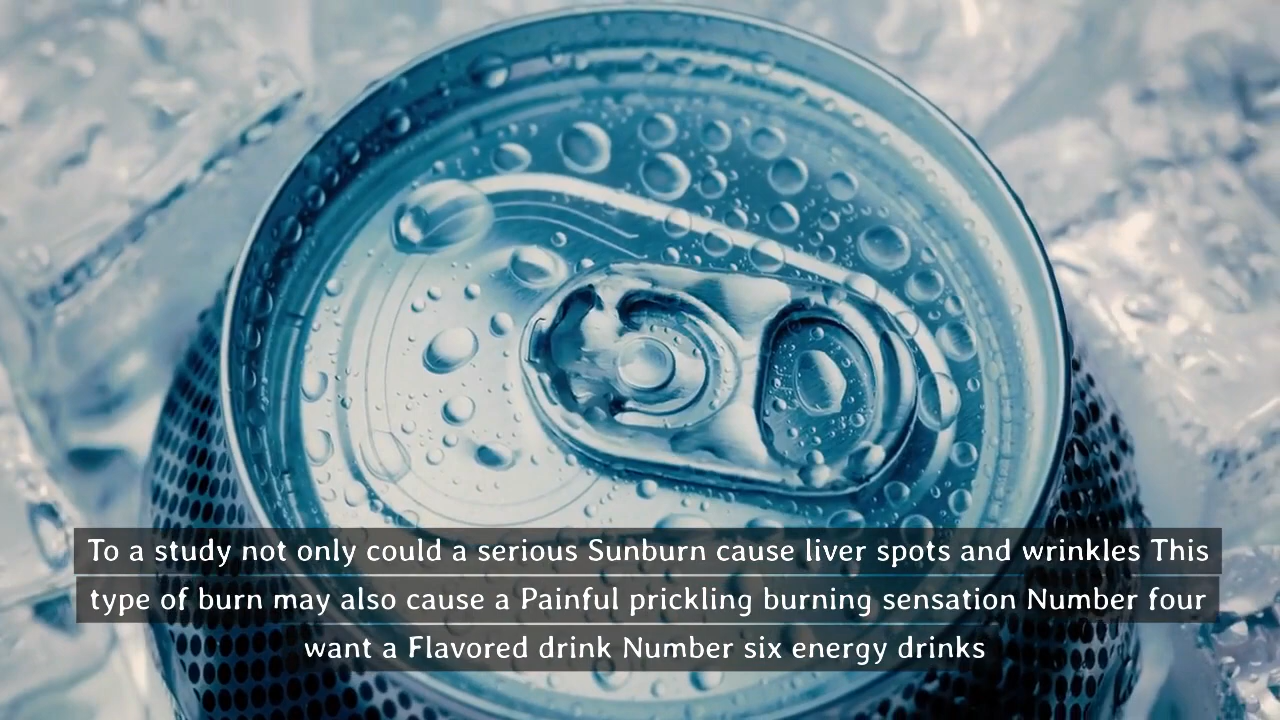 To a study not only could a serious Sunburn cause liver spots and wrinkles This
type of burn may also cause a Painful prickling burning sensation Number four
want a Flavored drink Number six energy drinks